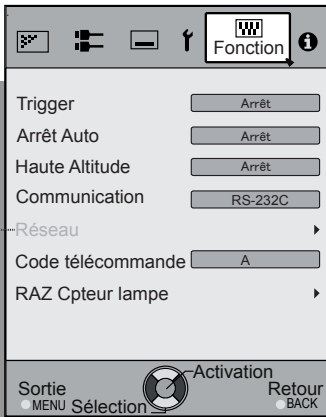 Fonction
Trigger Arrêt
Arrêt Auto Arrêt
Haute Altitude Arrêt
Communication RS-232C
Réseau
Code télécommande A
RAZ Cpteur lampe
Activation
Sortie Retour
MENU Sélection BACK